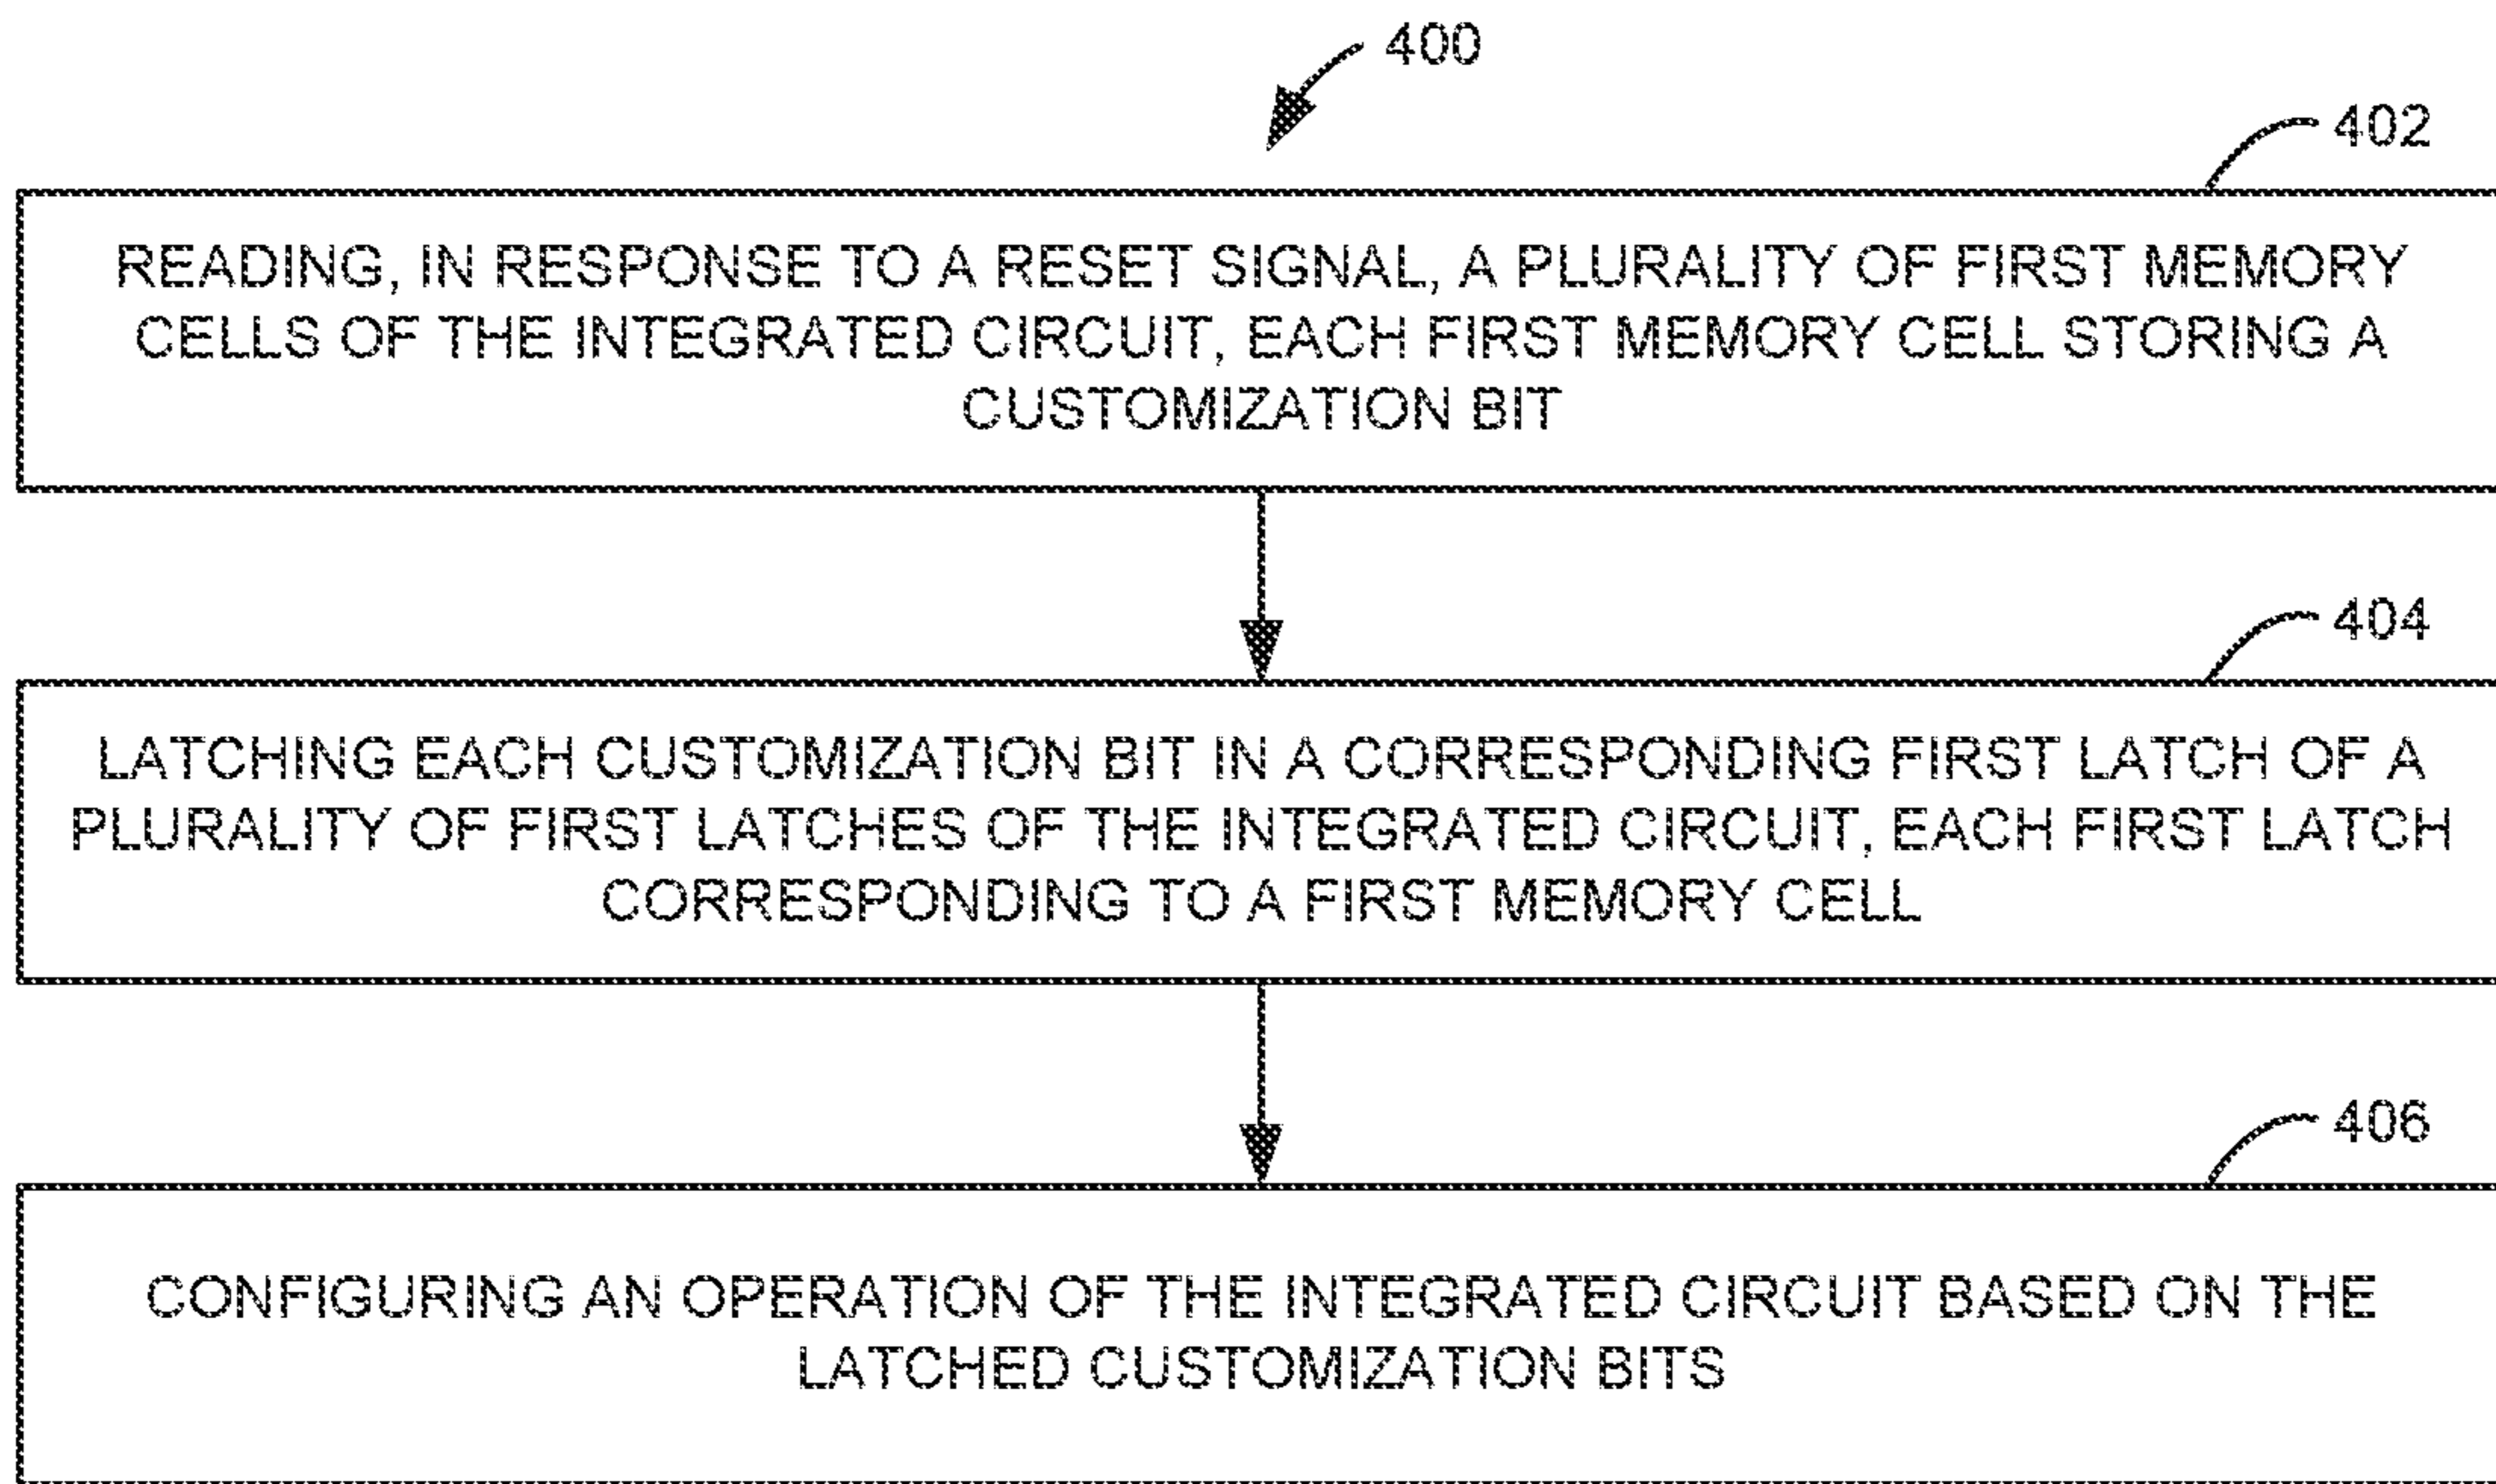 400
402
READING, IN RESPONSE TO A RESET SIGNAL, A PLURALITY OF FIRST MEMORY
CELLS OF THE INTEGRATED CIRCUIT, EACH FIRST MEMORY CELL STORING A
CUSTOMIZATION BIT
404
LATCHING EACH CUSTOMIZATION BIT IN A CORRESPONDING FIRST LATCH OF A
PLURALITY OF FIRST LATCHES OF THE INTEGRATED CIRCUIT, EACH FIRST LATCH
CORRESPONDING TO A FIRST MEMORY CELL
406
CONFIGURING AN OPERATION OF THE INTEGRATED CIRCUIT BASED ON THE
LATCHED CUSTOMIZATION BITS